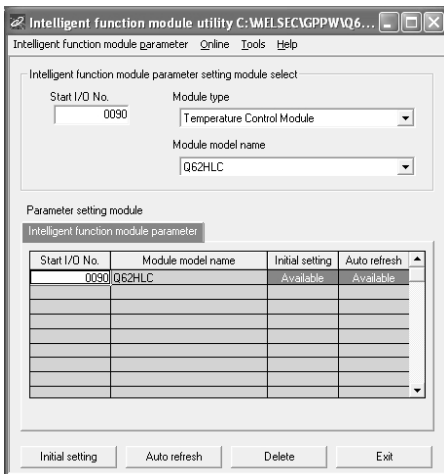 Intelligent function module utility C:\MELSEC\GPPW\Q6...
Intelligent function module parameter Online Tools Help
Intelligent function module parameter setting module select
Start I/O No.
Module type
0090
Temperature Control Module
Module model name
Q62HLC
Parameter setting module
Intelligent function module parameter
Start I/O No. Module model name Initial setting Auto refresh
0090 Q62HLC Available Available
Initial setting Auto refresh Delete Exit